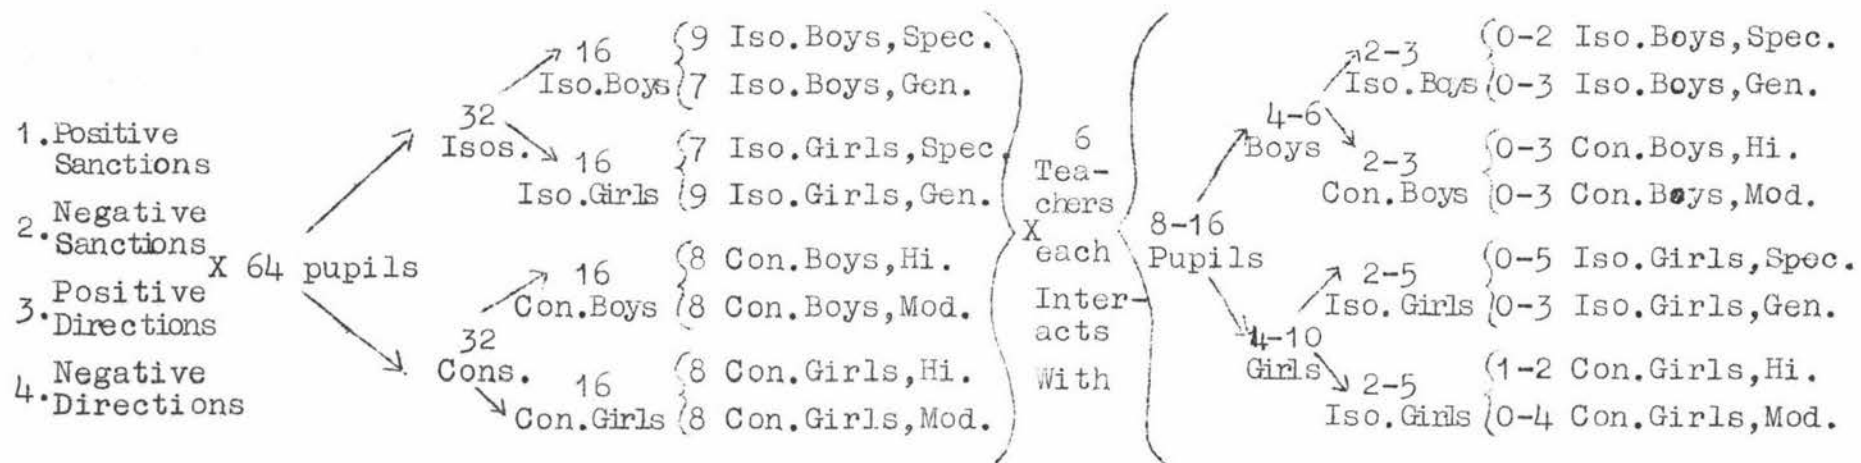 1. Positive
Sanctions
2. Negative
Sanctions
3. Positive
Directions
4. Negative
Directions
X 64 pupils
32
Isos.
16
Iso.Boys
9 Iso.Boys,Spec.
7 Iso.Boys,Gen.
16
Iso.Girls
7 Iso.Girls,Spec.
9 Iso.Girls,Gen.
32
Cons.
16
Con.Boys
8 Con.Boys,Hi.
8 Con.Boys,Mod.
16
Con.Girls
8 Con.Girls,Hi.
8 Con.Girls,Mod.
X
6
Tea-
chers
each
Inter-
acts
With
8-16
Pupils
4-6
Boys
2-3
Iso.Boys
0-2 Iso.Boys,Spec.
0-3 Iso.Boys,Gen.
2-3
Con.Boys
0-3 Con.Boys,Hi.
0-3 Con.Boys,Mod.
4-10
Girls
2-5
Iso.Girls
0-5 Iso.Girls,Spec.
0-3 Iso.Girls,Gen.
2-5
Iso.Girls
1-2 Con.Girls,Hi.
0-4 Con.Girls,Mod.